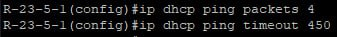 R-23-5-1(config)#ip dhcp ping packets 4
R-23-5-1(config)#ip dhcp ping timeout 450